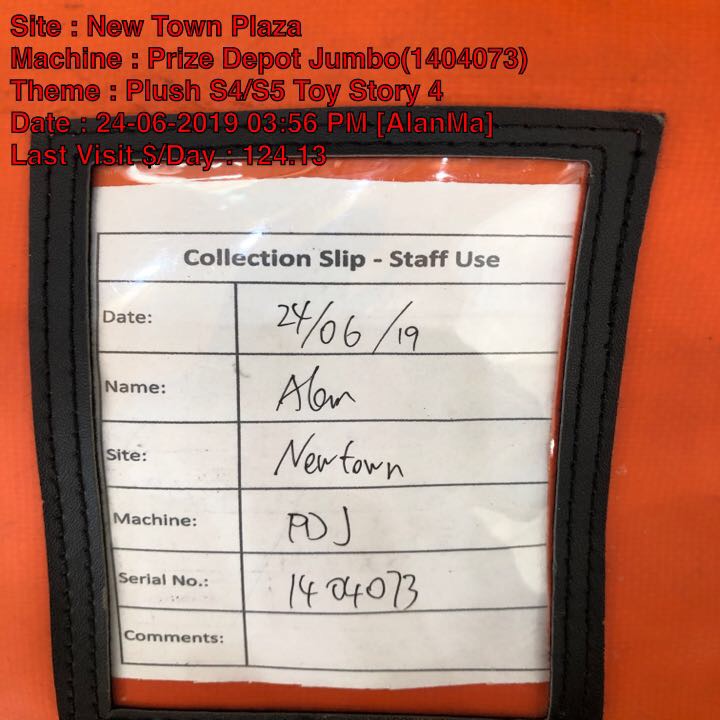 Site : New Town Plaza
Machine : Prize Depot Jumbo(1404073)
Theme : Plush S4/S5 Toy Story 4
Date : 24-06-2019 03:56 PM [AlanMa]
Last Visit $/Day : 124.13
Collection Slip - Staff Use
Date: 24/06/19
Name: Alan
Site: Newtown
Machine: PDJ
Serial No.: 1404073
Comments: